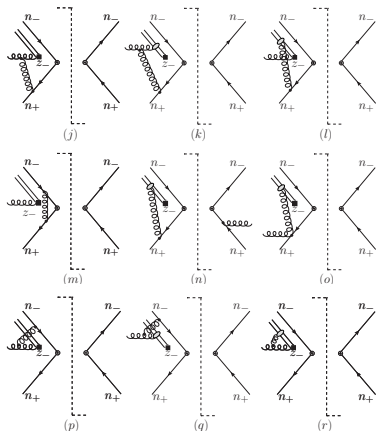 n₋ n₋ n₋ n₋ n₋ n₋
z₋ z₋ z₋
n₊ n₊ n₊ n₊ n₊ n₊
(j) (k) (l)
n₋ n₋ n₋ n₋ n₋ n₋
z₋ z₋ z₋
n₊ n₊ n₊ n₊ n₊ n₊
(m) (n) (o)
n₋ n₋ n₋ n₋ n₋ n₋
z₋ z₋ z₋
n₊ n₊ n₊ n₊ n₊ n₊
(p) (q) (r)